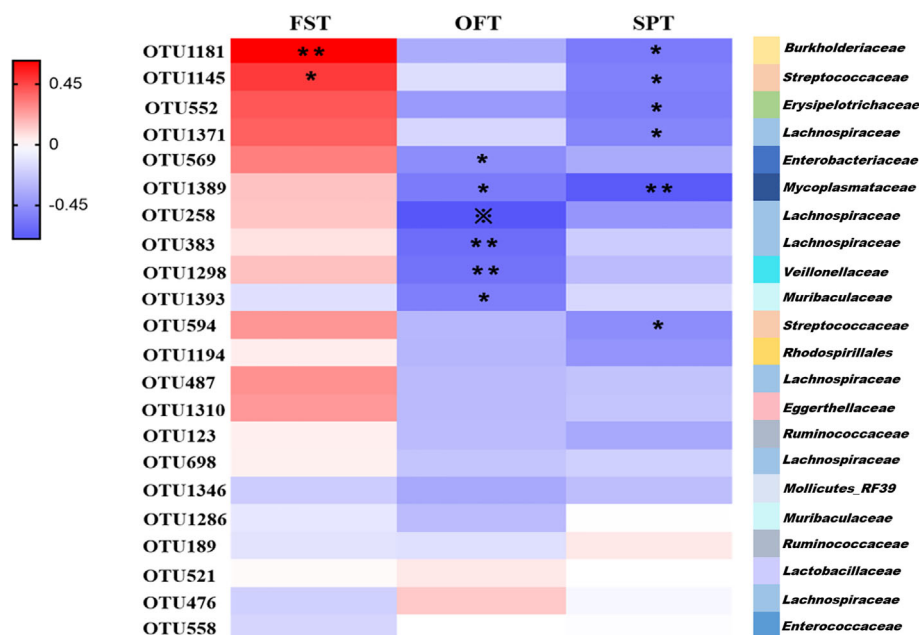 FST OFT SPT
OTU1181 ** * Burkholderiaceae
0.45 OTU1145 * * Streptococcaceae
OTU552 * Erysipelotrichaceae
0 OTU1371 * Lachnospiraceae
OTU569 * Enterobacteriaceae
-0.45 OTU1389 * ** Mycoplasmataceae
OTU258 ※ Lachnospiraceae
OTU383 ** Lachnospiraceae
OTU1298 ** Veillonellaceae
OTU1393 * Muribaculaceae
OTU594 * Streptococcaceae
OTU1194 Rhodospirillales
OTU487 Lachnospiraceae
OTU1310 Eggerthellaceae
OTU123 Ruminococcaceae
OTU698 Lachnospiraceae
OTU1346 Mollicutes_RF39
OTU1286 Muribaculaceae
OTU189 Ruminococcaceae
OTU521 Lactobacillaceae
OTU476 Lachnospiraceae
OTU558 Enterococcaceae